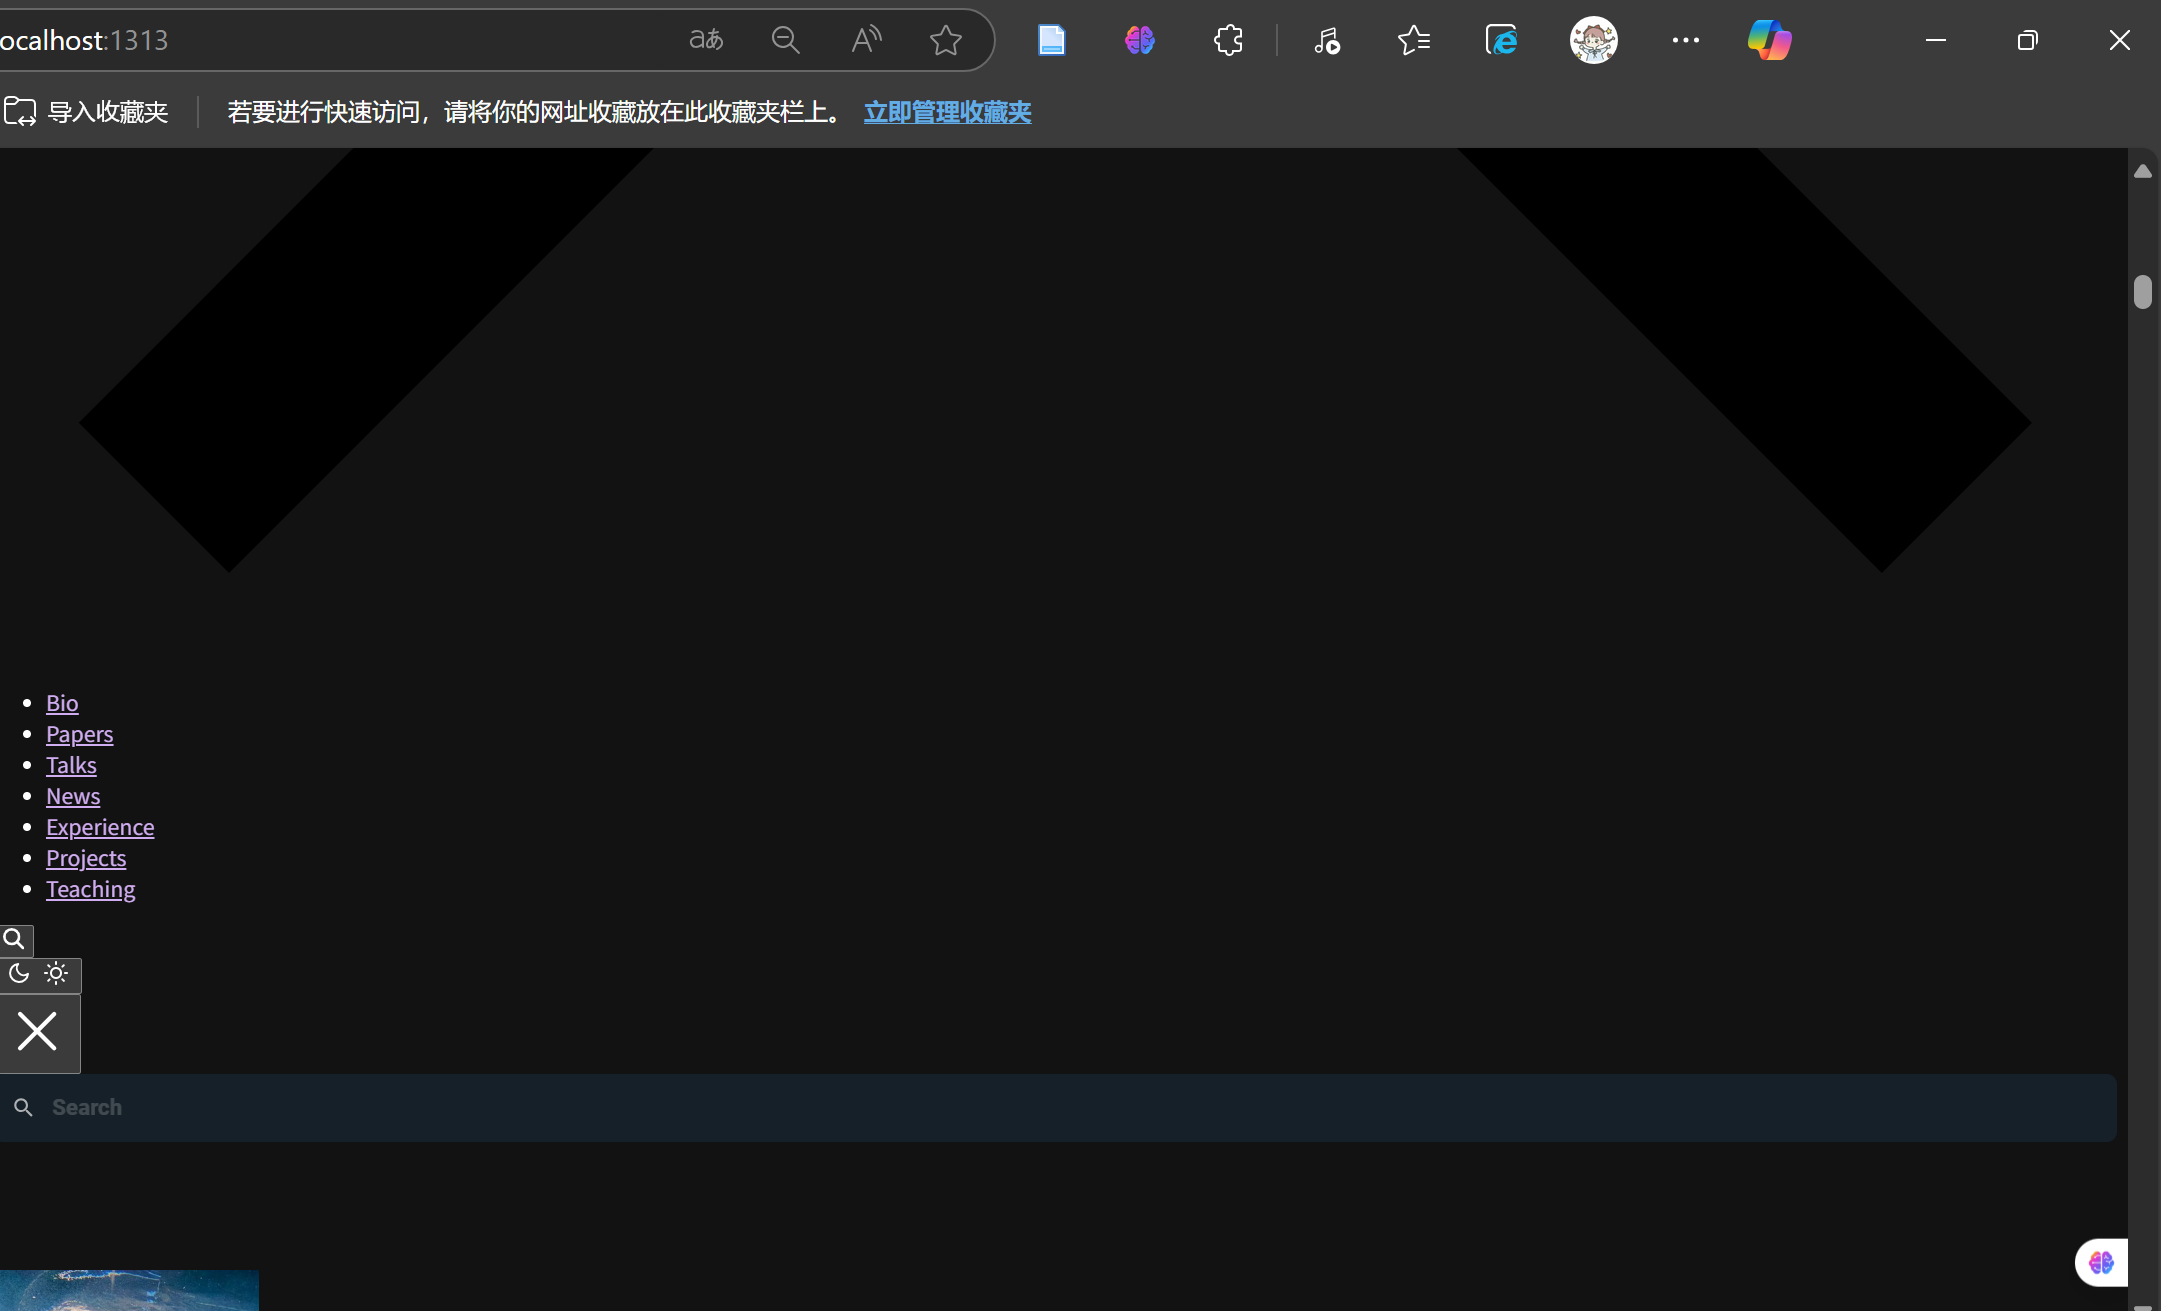 ocalhost:1313
导入收藏夹
若要进行快速访问，请将你的网址收藏放在此收藏夹栏上。 立即管理收藏夹
Bio
Papers
Talks
News
Experience
Projects
Teaching
Search